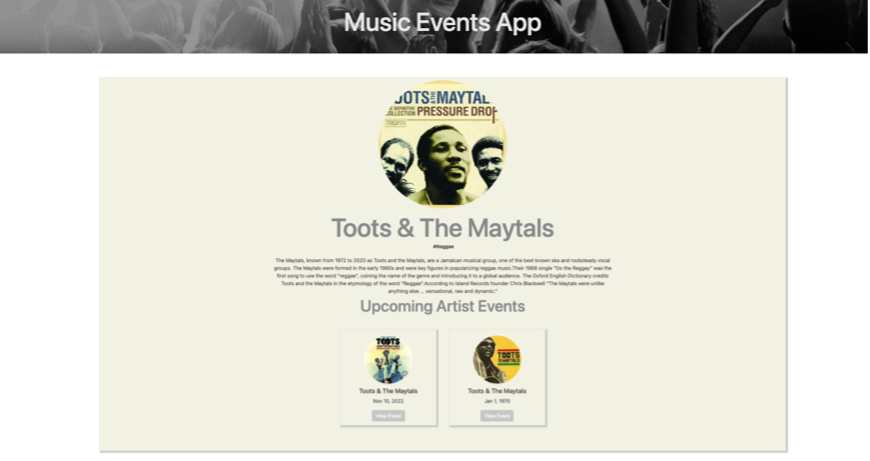 Music Events App
OOTS & THE MAYTAL
E DEFINITIVE
COLLECTION PRESSURE DROP
TROJAN
Toots & The Maytals
#Reggae
The Maytals, known from 1972 to 2020 as Toots and the Maytals, are a Jamaican musical group, one of the best known ska and rocksteady vocal
groups. The Maytals were formed in the early 1960s and were key figures in popularizing reggae music.Their 1968 single "Do the Reggay" was the
first song to use the word "reggae", coining the name of the genre and introducing it to a global audience. The Oxford English Dictionary credits
Toots and the Maytals in the etymology of the word "Reggae".According to Island Records founder Chris Blackwell "The Maytals were unlike
anything else ... sensational, raw and dynamic."
Upcoming Artist Events
TOOTS
TOOTS
Toots & The Maytals
Toots & The Maytals
Nov 10, 2022
Jan 1, 1970
View Event
View Event